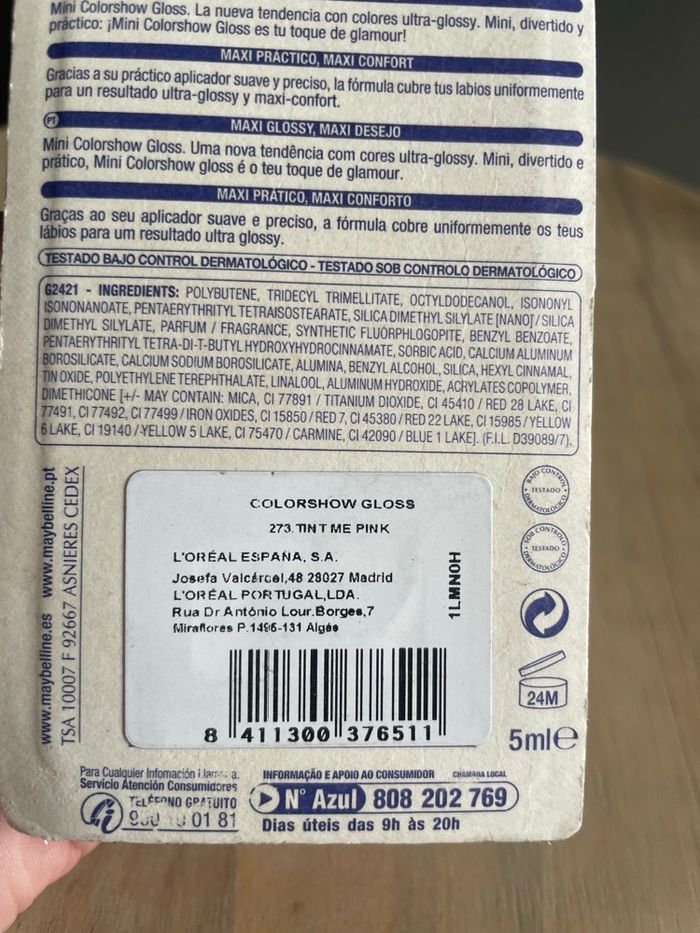 Mini Colorshow Gloss. La nueva tendencia con colores ultra-glossy. Mini, divertido y
práctico: ¡Mini Colorshow Gloss es tu toque de glamour!
MAXI PRÁCTICO, MAXI CONFORT
Gracias a su práctico aplicador suave y preciso, la fórmula cubre tus labios uniformemente
para un resultado ultra-glossy y maxi-confort.
PT
MAXI GLOSSY, MAXI DESEJO
Mini Colorshow Gloss. Uma nova tendência com cores ultra-glossy. Mini, divertido e
prático, Mini Colorshow gloss é o teu toque de glamour.
MAXI PRÁTICO, MAXI CONFORTO
Graças ao seu aplicador suave e preciso, a fórmula cobre uniformemente os teus
lábios para um resultado ultra glossy.
TESTADO BAJO CONTROL DERMATOLÓGICO - TESTADO SOB CONTROLO DERMATOLÓGICO
G2421 - INGREDIENTS: POLYBUTENE, TRIDECYL TRIMELLITATE, OCTYLDODECANOL, ISONONYL
ISONONANOATE, PENTAERYTHRITYL TETRAISOSTEARATE, SILICA DIMETHYL SILYLATE [NANO] / SILICA
DIMETHYL SILYLATE, PARFUM / FRAGRANCE, SYNTHETIC FLUORPHLOGOPITE, BENZYL BENZOATE,
PENTAERYTHRITYL TETRA-DI-T-BUTYL HYDROXYHYDROCINNAMATE, SORBIC ACID, CALCIUM ALUMINUM
BOROSILICATE, CALCIUM SODIUM BOROSILICATE, ALUMINA, BENZYL ALCOHOL, SILICA, HEXYL CINNAMAL,
TIN OXIDE, POLYETHYLENE TEREPHTHALATE, LINALOOL, ALUMINUM HYDROXIDE, ACRYLATES COPOLYMER,
DIMETHICONE [+/- MAY CONTAIN: MICA, CI 77891 / TITANIUM DIOXIDE, CI 45410 / RED 28 LAKE, CI
77491, CI 77492, CI 77499 / IRON OXIDES, CI 15850 / RED 7, CI 45380 / RED 22 LAKE, CI 15985 / YELLOW
6 LAKE, CI 19140 / YELLOW 5 LAKE, CI 75470 / CARMINE, CI 42090 / BLUE 1 LAKE]. (F.I.L. D39089/7).
www.maybelline.es www.maybelline.pt
TSA 10007 F 92667 ASNIERES CEDEX
COLORSHOW GLOSS
273.TINT ME PINK
L'ORÉAL ESPAÑA, S.A.
Josefa Valcárcel,48 28027 Madrid
L'ORÉAL PORTUGAL,LDA.
Rua Dr.António Lour.Borges,7
Miraflores P.1495-131 Algés
1LMN0H
8 411300 376511
BAJO CONTROL
TESTADO
DERMATOLÓGICO
SOB CONTROLO
TESTADO
DERMATOLÓGICO
24M
5ml e
Para Cualquier Infomación a:
Servicio Atención Consumidores
TELÉFONO GRATUITO
01 81
INFORMAÇÃO E APOIO AO CONSUMIDOR CHAMADA LOCAL
Nº Azul 808 202 769
Dias úteis das 9h às 20h